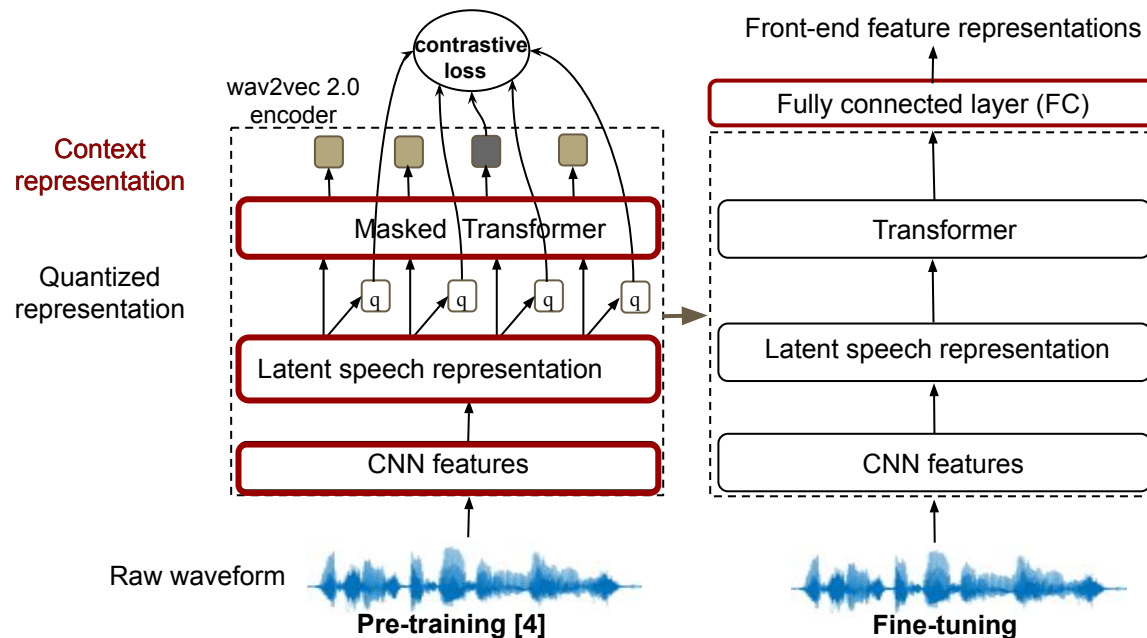 contrastive
loss
wav2vec 2.0
encoder
Context
representation
Masked Transformer
Quantized
representation
q
q
q
q
Latent speech representation
CNN features
Raw waveform
Pre-training [4]
Front-end feature representations
Fully connected layer (FC)
Transformer
Latent speech representation
CNN features
Fine-tuning